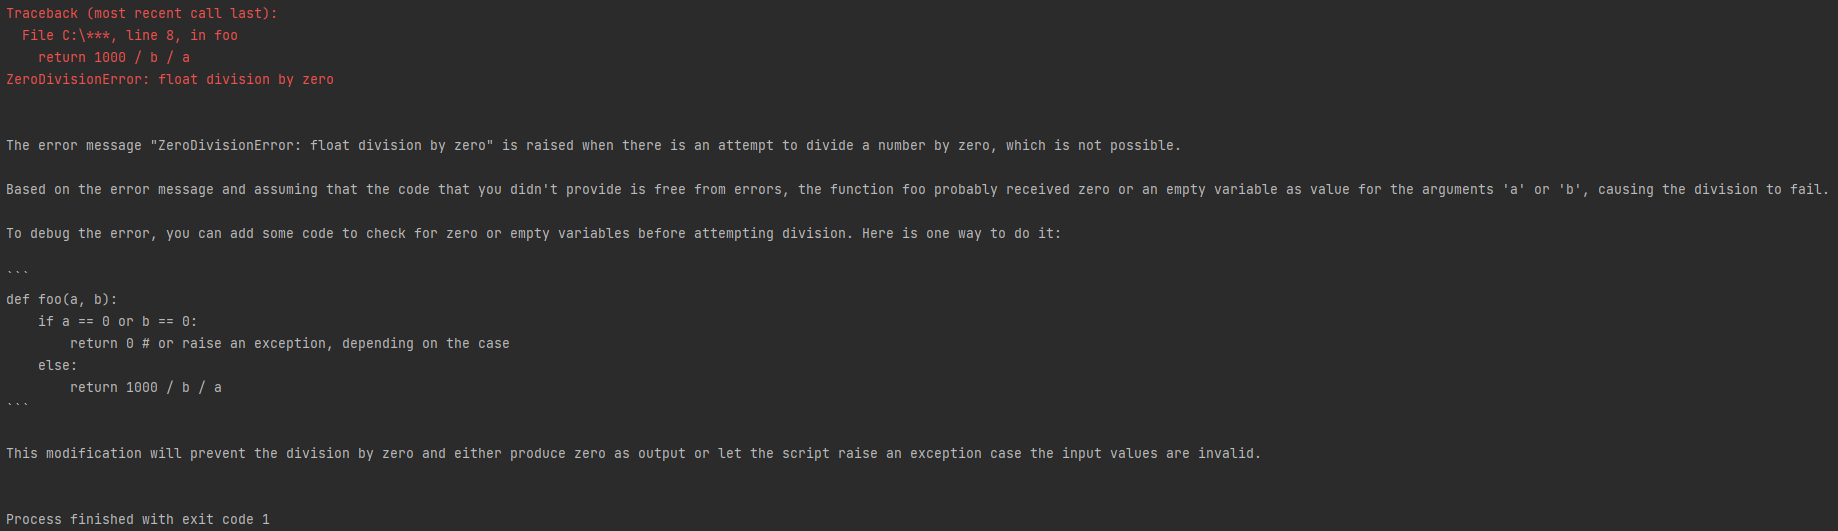 Traceback (most recent call last):
  File C:\***, line 8, in foo
    return 1000 / b / a
ZeroDivisionError: float division by zero
The error message "ZeroDivisionError: float division by zero" is raised when there is an attempt to divide a number by zero, which is not possible.
Based on the error message and assuming that the code that you didn't provide is free from errors, the function foo probably received zero or an empty variable as value for the arguments 'a' or 'b', causing the division to fail.
To debug the error, you can add some code to check for zero or empty variables before attempting division. Here is one way to do it:
```
def foo(a, b):
    if a == 0 or b == 0:
        return 0 # or raise an exception, depending on the case
    else:
        return 1000 / b / a
```
This modification will prevent the division by zero and either produce zero as output or let the script raise an exception case the input values are invalid.
Process finished with exit code 1